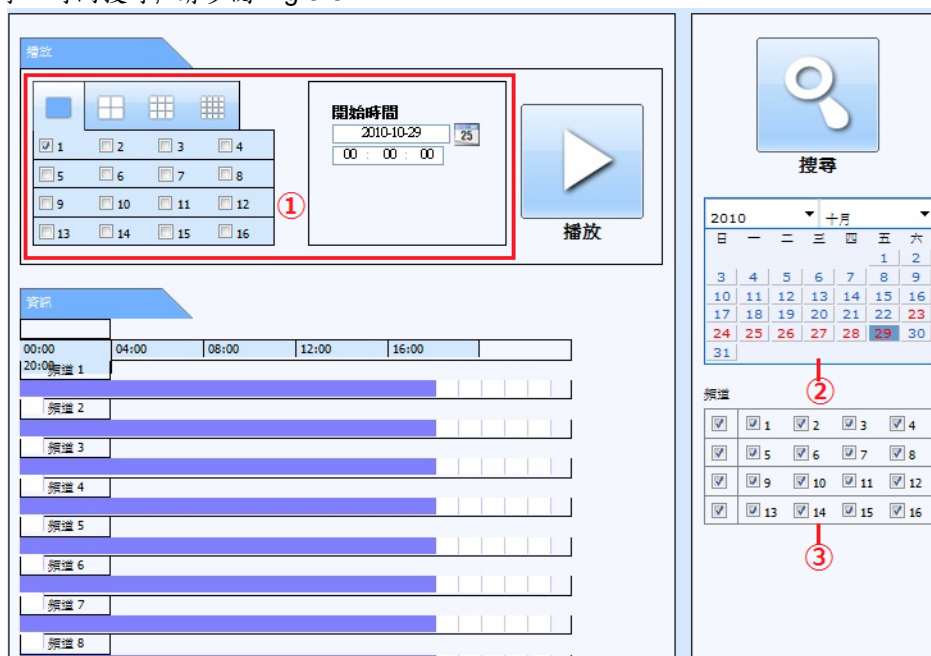 播放
開始時間
2010-10-29
25
00 : 00 : 00
1 2 3 4
5 6 7 8
9 10 11 12
13 14 15 16
①
播放
資訊
00:00 04:00 08:00 12:00 16:00
20:00
頻道 1
頻道 2
頻道 3
頻道 4
頻道 5
頻道 6
頻道 7
頻道 8
搜尋
2010 十月
日 一 二 三 四 五 六
1 2
3 4 5 6 7 8 9
10 11 12 13 14 15 16
17 18 19 20 21 22 23
24 25 26 27 28 29 30
31
②
頻道
1 2 3 4
5 6 7 8
9 10 11 12
13 14 15 16
③